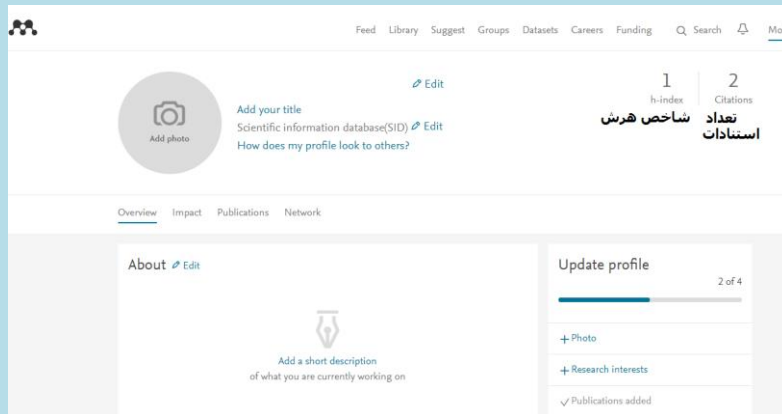 Feed Library Suggest Groups Datasets Careers Funding Search Mo
Edit
1 2
h-index Citations
شاخص هرش تعداد
استنادات
Add photo
Add your title
Scientific information database(SID) Edit
How does my profile look to others?
Overview Impact Publications Network
About Edit
Add a short description
of what you are currently working on
Update profile
2 of 4
+ Photo
+ Research interests
✓ Publications added